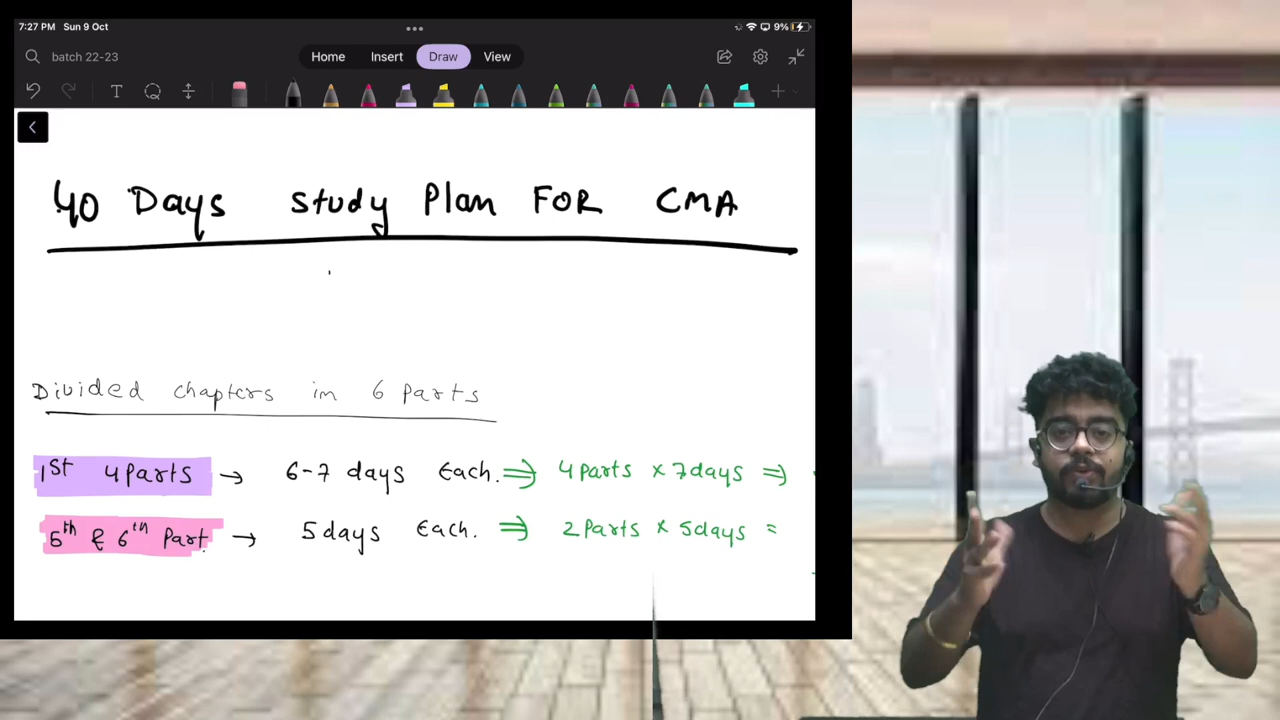 7:27 PM Sun 9 Oct
9%
batch 22-23
Home Insert Draw View
40 Days study Plan FOR CMA
Divided chapters in 6 Parts
1st 4 Parts → 6-7 days Each. ⇒ 4 Parts × 7 days ⇒
5th & 6th Part → 5 days Each. ⇒ 2 Parts × 5 days =